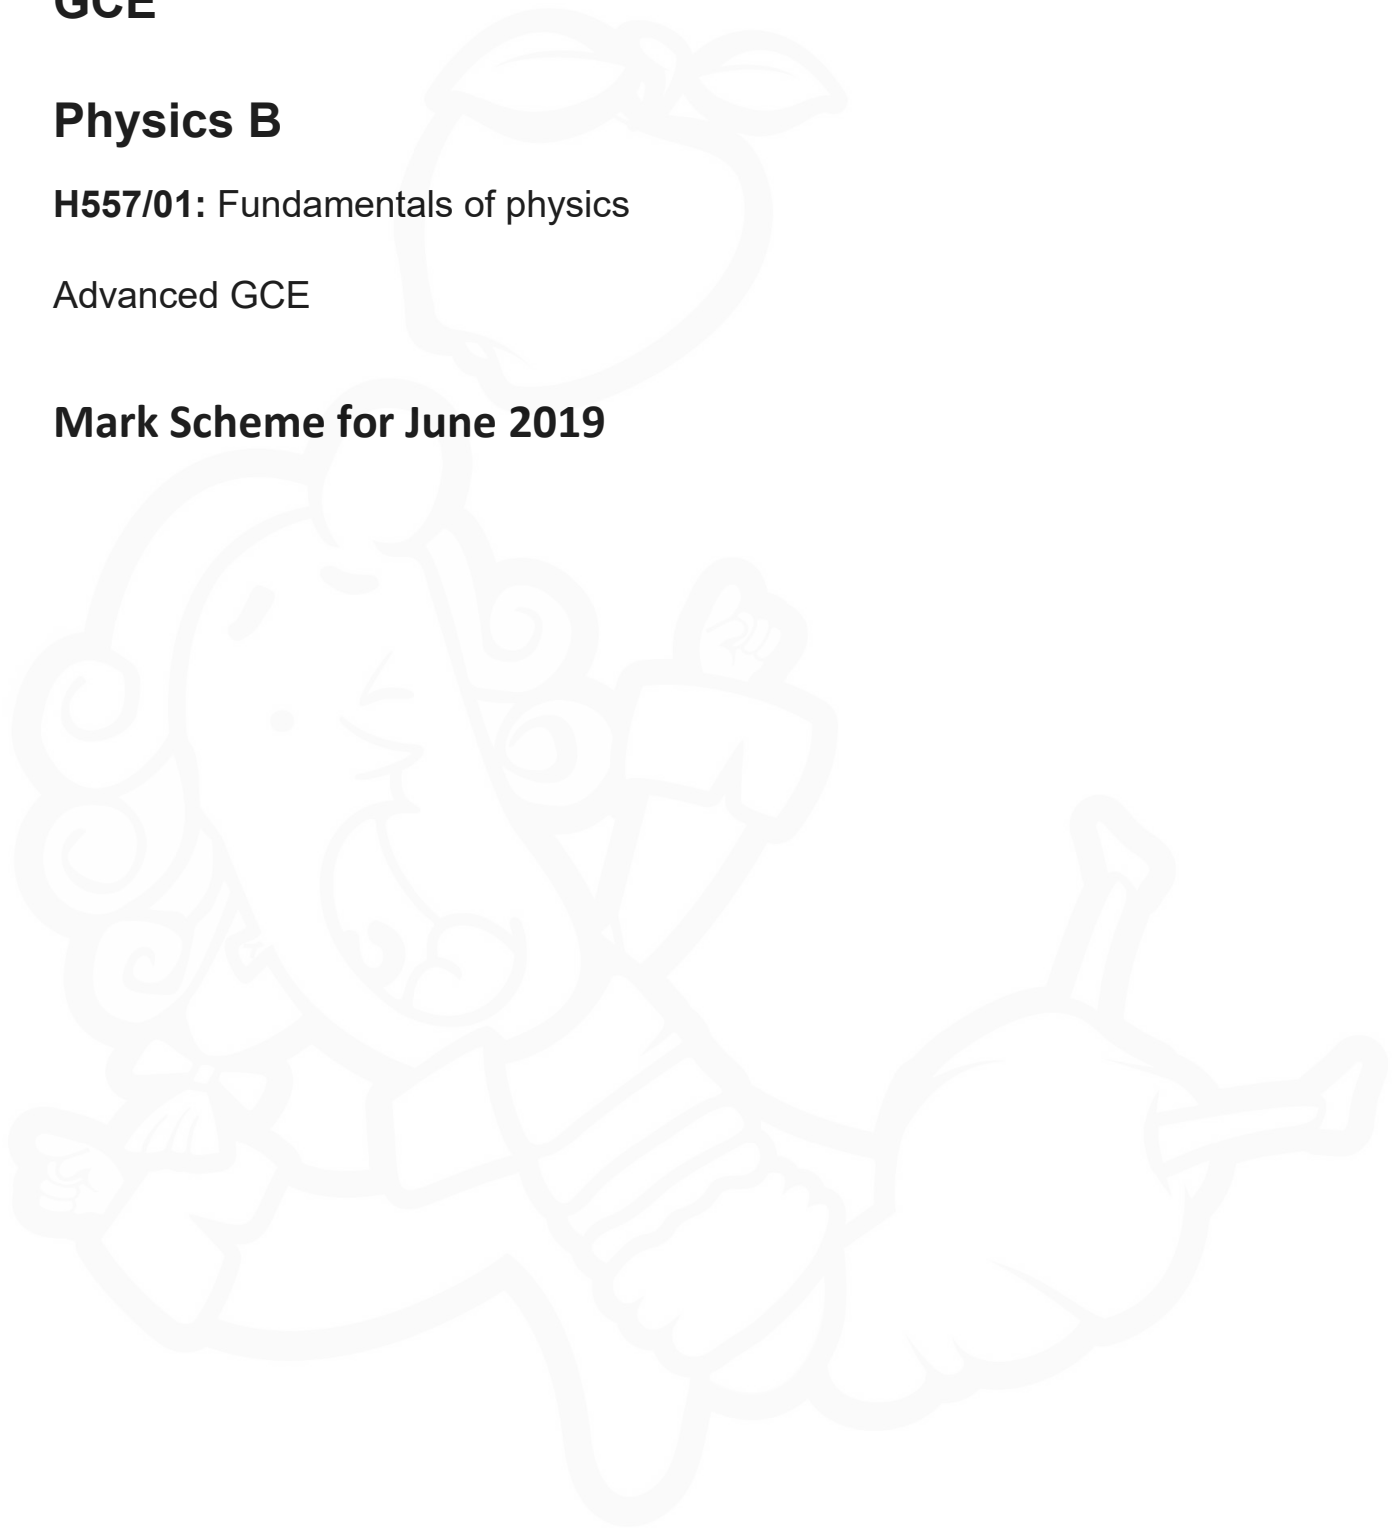 GCE
Physics B
H557/01: Fundamentals of physics
Advanced GCE
Mark Scheme for June 2019